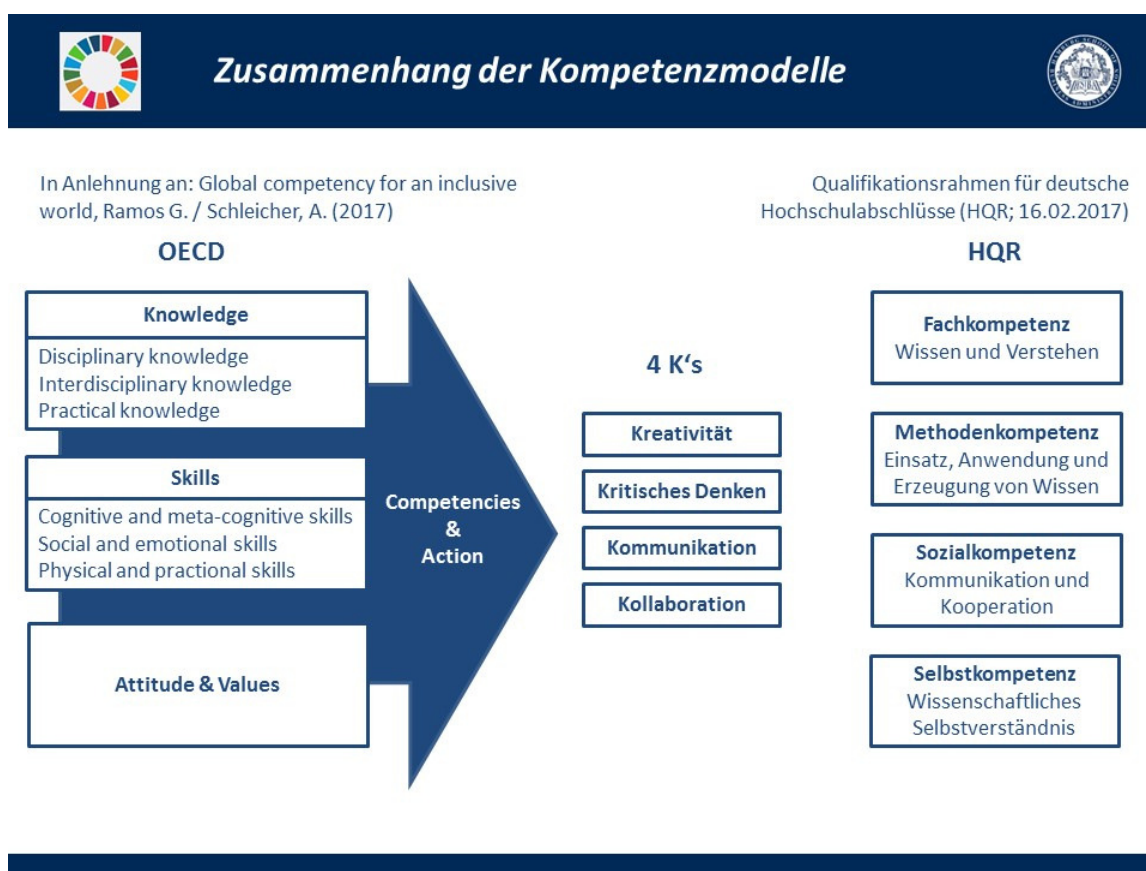 Zusammenhang der Kompetenzmodelle
In Anlehnung an: Global competency for an inclusive
world, Ramos G. / Schleicher, A. (2017)
OECD
Knowledge
Disciplinary knowledge
Interdisciplinary knowledge
Practical knowledge
Skills
Cognitive and meta-cognitive skills
Social and emotional skills
Physical and practional skills
Attitude & Values
Competencies
&
Action
4 K‘s
Kreativität
Kritisches Denken
Kommunikation
Kollaboration
Qualifikationsrahmen für deutsche
Hochschulabschlüsse (HQR; 16.02.2017)
HQR
Fachkompetenz
Wissen und Verstehen
Methodenkompetenz
Einsatz, Anwendung und
Erzeugung von Wissen
Sozialkompetenz
Kommunikation und
Kooperation
Selbstkompetenz
Wissenschaftliches
Selbstverständnis